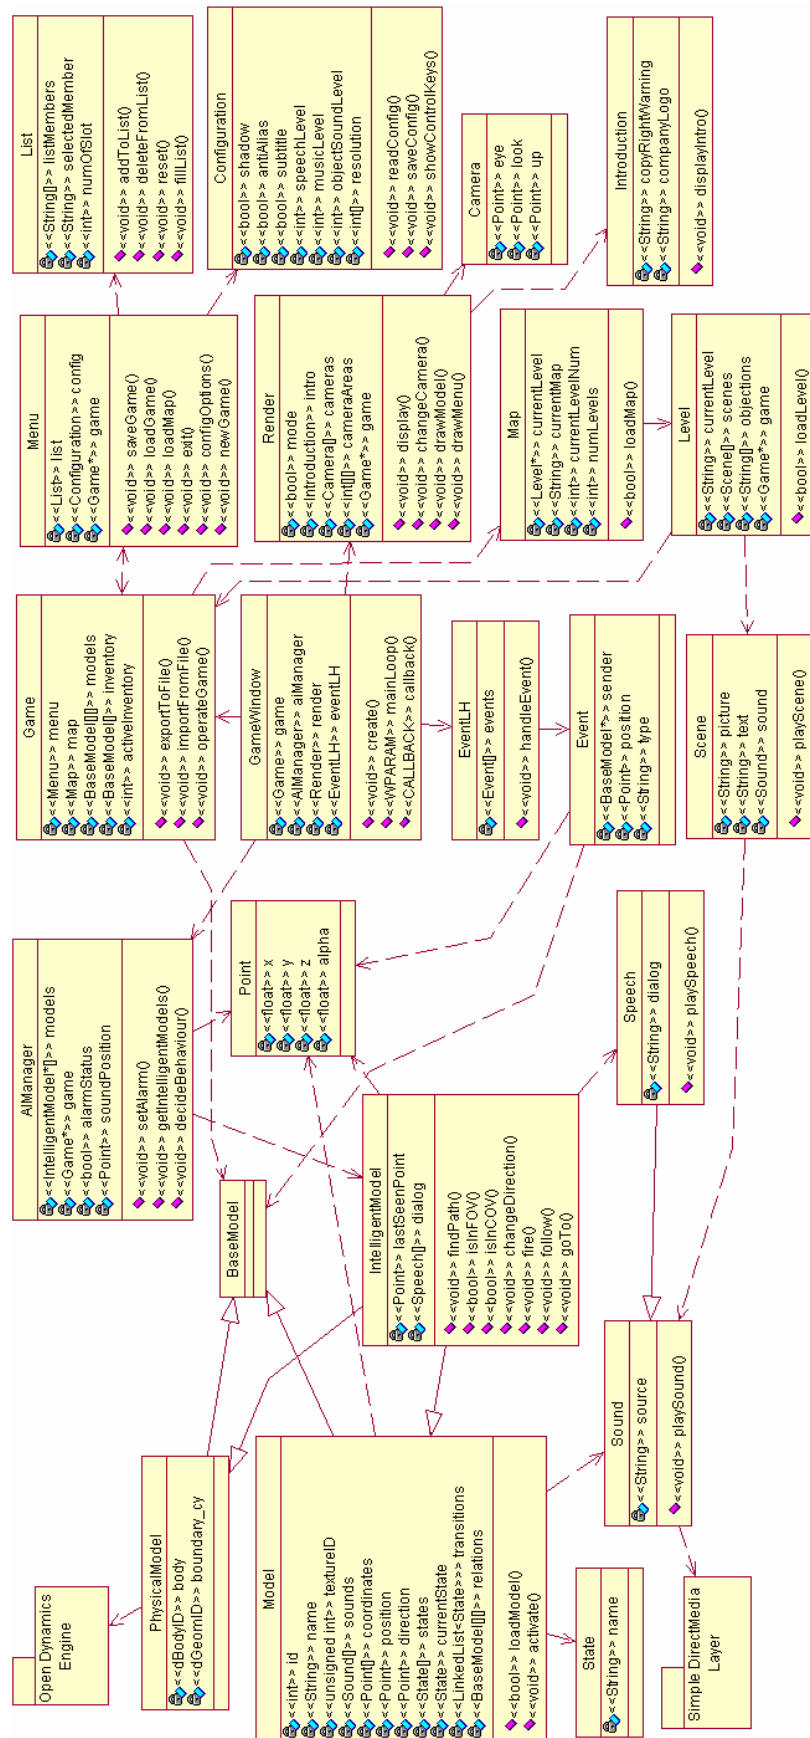 Open Dynamics
Engine
PhysicalModel
<<dBodyID>> body
<<dGeomID>> boundary_cy
Model
<<int>> id
<<String>> name
<<unsigned int>> textureID
<<Sound[]>> sounds
<<Point[]>> coordinates
<<Point>> position
<<Point>> direction
<<State[]>> states
<<State>> currentState
<<LinkedList<State>>> transitions
<<BaseModel[][]>> relations
<<bool>> loadModel()
<<void>> activate()
State
<<String>> name
Simple DirectMedia
Layer
AIManager
<<IntelligentModel*[]>> models
<<Game*>> game
<<bool>> alarmStatus
<<Point>> soundPosition
<<void>> setAlarm()
<<void>> getIntelligentModels()
<<void>> decideBehaviour()
BaseModel
Point
<<float>> x
<<float>> y
<<float>> z
<<float>> alpha
IntelligentModel
<<Point>> lastSeenPoint
<<Speech[]>> dialog
<<void>> findPath()
<<bool>> isInFOV()
<<bool>> isInCOV()
<<void>> changeDirection()
<<void>> fire()
<<void>> follow()
<<void>> goTo()
Sound
<<String>> source
<<void>> playSound()
Speech
<<String>> dialog
<<void>> playSpeech()
Game
<<Menu>> menu
<<Map>> map
<<BaseModel[][]>> models
<<BaseModel[]>> inventory
<<int>> activeInventory
<<void>> exportToFile()
<<void>> importFromFile()
<<void>> operateGame()
GameWindow
<<Game>> game
<<AIManager>> aiManager
<<Render>> render
<<EventLH>> eventLH
<<void>> create()
<<WPARAM>> mainLoop()
<<CALLBACK>> callback()
EventLH
<<Event[]>> events
<<void>> handleEvent()
Event
<<BaseModel*>> sender
<<Point>> position
<<String>> type
Scene
<<String>> picture
<<String>> text
<<Sound>> sound
<<void>> playScene()
Menu
<<List>> list
<<Configuration>> config
<<Game*>> game
<<void>> saveGame()
<<void>> loadGame()
<<void>> loadMap()
<<void>> exit()
<<void>> configOptions()
<<void>> newGame()
Render
<<bool>> mode
<<Introduction>> intro
<<Camera[]>> cameras
<<int[][]>> cameraAreas
<<Game*>> game
<<void>> display()
<<void>> changeCamera()
<<void>> drawModel()
<<void>> drawMenu()
Map
<<Level*>> currentLevel
<<String>> currentMap
<<int>> currentLevelNum
<<int>> numLevels
<<bool>> loadMap()
Level
<<String>> currentLevel
<<Scene[]>> scenes
<<String[]>> objections
<<Game*>> game
<<bool>> loadLevel()
List
<<String[]>> listMembers
<<String>> selectedMember
<<int>> numOfSlot
<<void>> addToList()
<<void>> deleteFromList()
<<void>> reset()
<<void>> fillList()
Configuration
<<bool>> shadow
<<bool>> antiAlias
<<bool>> subtitle
<<int>> speechLevel
<<int>> musicLevel
<<int>> objectSoundLevel
<<int[]>> resolution
<<void>> readConfig()
<<void>> saveConfig()
<<void>> showControlKeys()
Camera
<<Point>> eye
<<Point>> look
<<Point>> up
Introduction
<<String>> copyRightWarning
<<String>> companyLogo
<<void>> displayIntro()